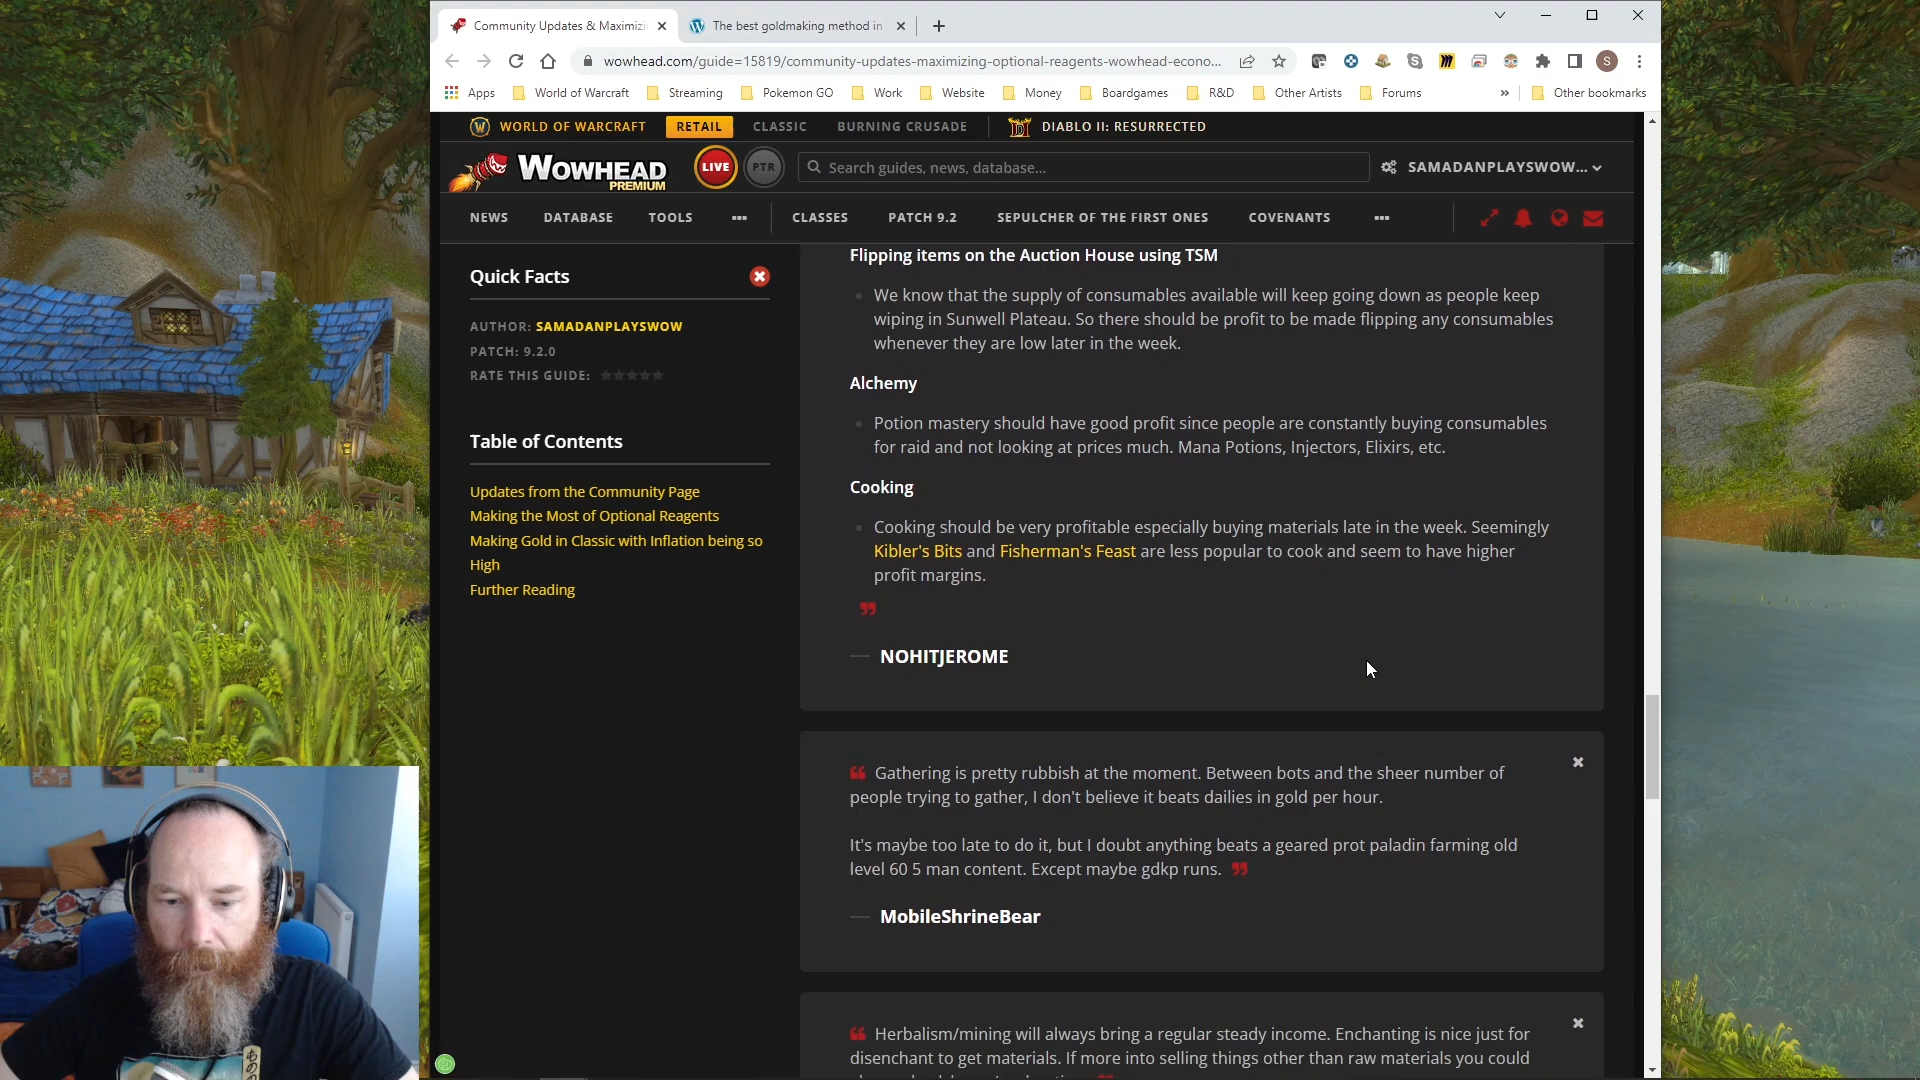 Community Updates & Maximizi
The best goldmaking method in
wowhead.com/guide=15819/community-updates-maximizing-optional-reagents-wowhead-econo...
S
Apps
World of Warcraft
Streaming
Pokemon GO
Work
Website
Money
Boardgames
R&D
Other Artists
Forums
»
Other bookmarks
WORLD OF WARCRAFT
RETAIL
CLASSIC
BURNING CRUSADE
DIABLO II: RESURRECTED
WOWHEAD
PREMIUM
LIVE
PTR
Search guides, news, database...
SAMADANPLAYSWOW...
NEWS
DATABASE
TOOLS
CLASSES
PATCH 9.2
SEPULCHER OF THE FIRST ONES
COVENANTS
Quick Facts
AUTHOR: SAMADANPLAYSWOW
PATCH: 9.2.0
RATE THIS GUIDE:
Table of Contents
Updates from the Community Page
Making the Most of Optional Reagents
Making Gold in Classic with Inflation being so
High
Further Reading
Flipping items on the Auction House using TSM
We know that the supply of consumables available will keep going down as people keep
wiping in Sunwell Plateau. So there should be profit to be made flipping any consumables
whenever they are low later in the week.
Alchemy
Potion mastery should have good profit since people are constantly buying consumables
for raid and not looking at prices much. Mana Potions, Injectors, Elixirs, etc.
Cooking
Cooking should be very profitable especially buying materials late in the week. Seemingly
Kibler's Bits and Fisherman's Feast are less popular to cook and seem to have higher
profit margins.
— NOHITJEROME
Gathering is pretty rubbish at the moment. Between bots and the sheer number of
people trying to gather, I don't believe it beats dailies in gold per hour.
It's maybe too late to do it, but I doubt anything beats a geared prot paladin farming old
level 60 5 man content. Except maybe gdkp runs.
— MobileShrineBear
Herbalism/mining will always bring a regular steady income. Enchanting is nice just for
disenchant to get materials. If more into selling things other than raw materials you could